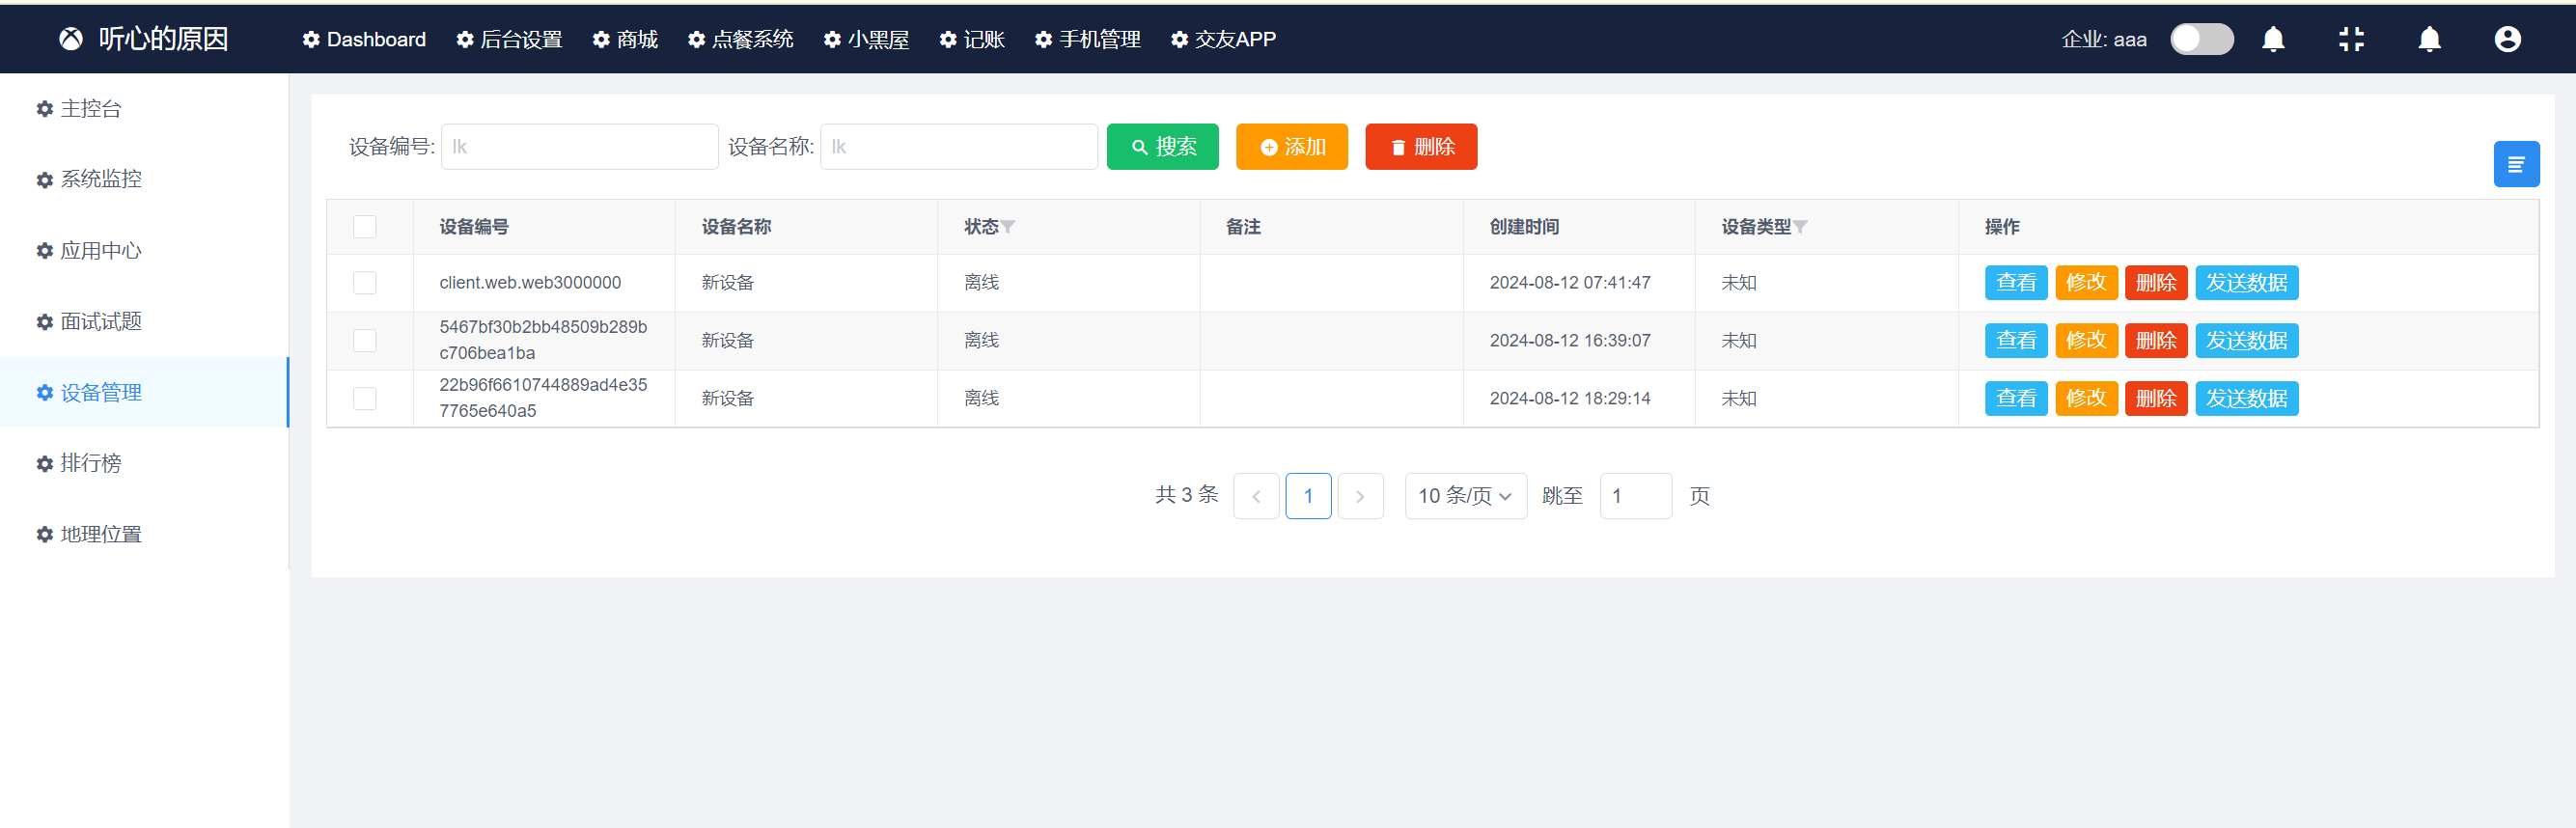 听心的原因
Dashboard 后台设置 商城 点餐系统 小黑屋 记账 手机管理 交友APP
企业: aaa
主控台
系统监控
应用中心
面试试题
设备管理
排行榜
地理位置
设备编号: lk 设备名称: lk 搜索 添加 删除
设备编号 设备名称 状态 备注 创建时间 设备类型 操作
client.web.web3000000 新设备 离线 2024-08-12 07:41:47 未知 查看 修改 删除 发送数据
5467bf30b2bb48509b289b
c706bea1ba 新设备 离线 2024-08-12 16:39:07 未知 查看 修改 删除 发送数据
22b96f6610744889ad4e35
7765e640a5 新设备 离线 2024-08-12 18:29:14 未知 查看 修改 删除 发送数据
共 3 条 1 10 条/页 跳至 1 页